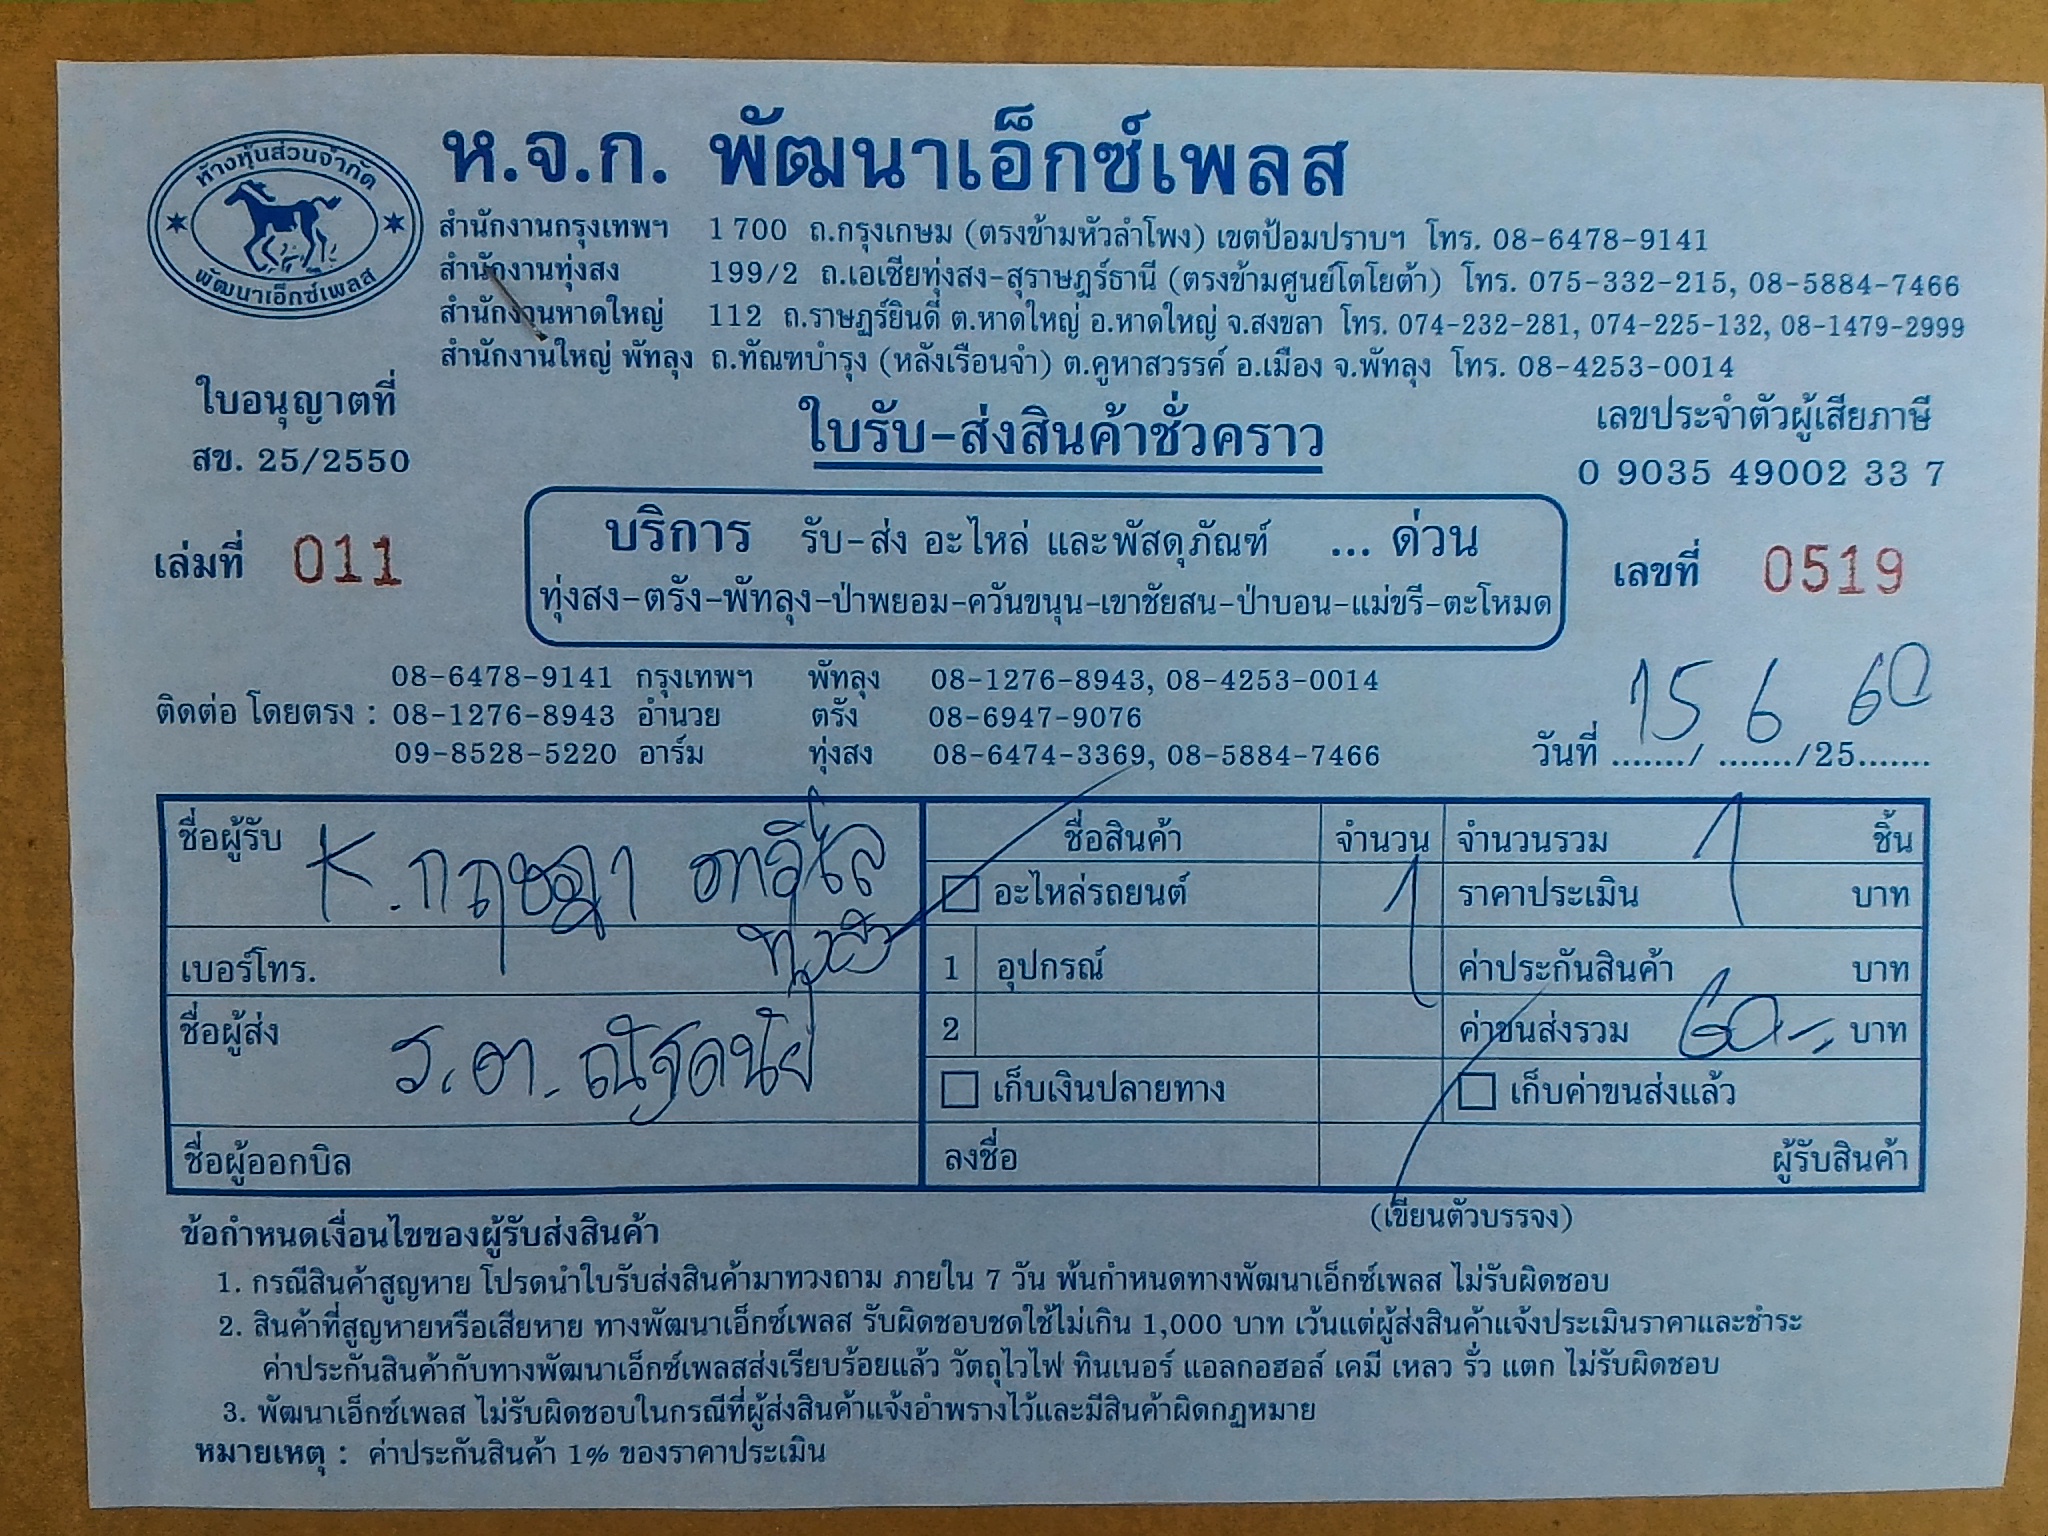 ห้างหุ้นส่วนจำกัด
พัฒนาเอ็กซ์เพลส
ห.จ.ก. พัฒนาเอ็กซ์เพลส
สำนักงานกรุงเทพฯ 1700 ถ.กรุงเกษม (ตรงข้ามหัวลำโพง) เขตป้อมปราบฯ โทร. 08-6478-9141
สำนักงานทุ่งสง 199/2 ถ.เอเซียทุ่งสง-สุราษฎร์ธานี (ตรงข้ามศูนย์โตโยต้า) โทร. 075-332-215, 08-5884-7466
สำนักงานหาดใหญ่ 112 ถ.ราษฎร์ยินดี ต.หาดใหญ่ อ.หาดใหญ่ จ.สงขลา โทร. 074-232-281, 074-225-132, 08-1479-2999
สำนักงานใหญ่ พัทลุง ถ.ทัณฑบำรุง (หลังเรือนจำ) ต.คูหาสวรรค์ อ.เมือง จ.พัทลุง โทร. 08-4253-0014
ใบอนุญาตที่
สข. 25/2550
ใบรับ-ส่งสินค้าชั่วคราว
เลขประจำตัวผู้เสียภาษี
0 9035 49002 33 7
บริการ รับ-ส่ง อะไหล่ และพัสดุภัณฑ์ ... ด่วน
ทุ่งสง-ตรัง-พัทลุง-ป่าพยอม-ควันขนุน-เขาชัยสน-ป่าบอน-แม่ขรี-ตะโหมด
เล่มที่ 011
เลขที่ 0519
ติดต่อ โดยตรง : 08-6478-9141 กรุงเทพฯ พัทลุง 08-1276-8943, 08-4253-0014
08-1276-8943 อำนวย ตรัง 08-6947-9076
09-8528-5220 อาร์ม ทุ่งสง 08-6474-3369, 08-5884-7466
วันที่ 15 / 6 /25 60
ชื่อผู้รับ K.กฤษฎา
เบอร์โทร. ทุ่งสง
ชื่อผู้ส่ง ร.ต.ณัฐดนัย
ชื่อผู้ออกบิล
ชื่อสินค้า จำนวน จำนวนรวม 1 ชิ้น
อะไหล่รถยนต์ 1 ราคาประเมิน บาท
1 อุปกรณ์ ค่าประกันสินค้า บาท
2 ค่าขนส่งรวม 60.- บาท
เก็บเงินปลายทาง เก็บค่าขนส่งแล้ว
ลงชื่อ ผู้รับสินค้า
(เขียนตัวบรรจง)
ข้อกำหนดเงื่อนไขของผู้รับส่งสินค้า
1. กรณีสินค้าสูญหาย โปรดนำใบรับส่งสินค้ามาทวงถาม ภายใน 7 วัน พ้นกำหนดทางพัฒนาเอ็กซ์เพลส ไม่รับผิดชอบ
2. สินค้าที่สูญหายหรือเสียหาย ทางพัฒนาเอ็กซ์เพลส รับผิดชอบชดใช้ไม่เกิน 1,000 บาท เว้นแต่ผู้ส่งสินค้าแจ้งประเมินราคาและชำระ
ค่าประกันสินค้ากับทางพัฒนาเอ็กซ์เพลสส่งเรียบร้อยแล้ว วัตถุไวไฟ ทินเนอร์ แอลกอฮอล์ เคมี เหลว รั่ว แตก ไม่รับผิดชอบ
3. พัฒนาเอ็กซ์เพลส ไม่รับผิดชอบในกรณีที่ผู้ส่งสินค้าแจ้งอำพรางไว้และมีสินค้าผิดกฏหมาย
หมายเหตุ : ค่าประกันสินค้า 1% ของราคาประเมิน